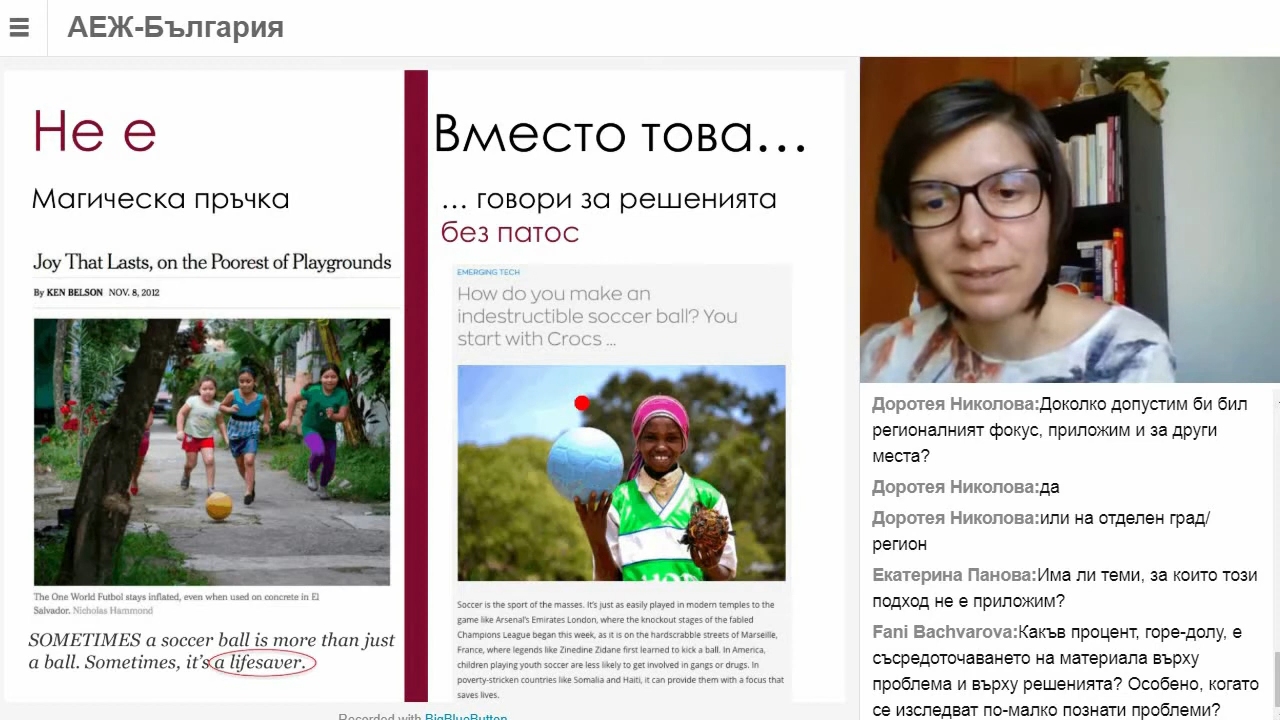 АЕЖ-България
Не е
Магическа пръчка
Joy That Lasts, on the Poorest of Playgrounds
By KEN BELSON NOV. 8, 2012
The One World Futbol stays inflated, even when used on concrete in El
Salvador. Nicholas Hammond
SOMETIMES a soccer ball is more than just
a ball. Sometimes, it's a lifesaver.
Вместо това...
... говори за решенията
без патос
EMERGING TECH
How do you make an
indestructible soccer ball? You
start with Crocs ...
Soccer is the sport of the masses. It's just as easily played in modern temples to the
game like Arsenal's Emirates London, where the knockout stages of the fabled
Champions League began this week, as it is on the hardscrabble streets of Marseille,
France, where legends like Zinedine Zidane first learned to kick a ball. In America,
children playing youth soccer are less likely to get involved in gangs or drugs. In
poverty-stricken countries like Somalia and Haiti, it can provide them with a focus that
saves lives.
Recorded with BigBlueButton
Доротея Николова:Доколко допустим би бил
регионалният фокус, приложим и за други
места?
Доротея Николова:да
Доротея Николова:или на отделен град/
регион
Екатерина Панова:Има ли теми, за които този
подход не е приложим?
Fani Bachvarova:Какъв процент, горе-долу, е
съсредоточаването на материала върху
проблема и върху решенията? Особено, когато
се изследват по-малко познати проблеми?